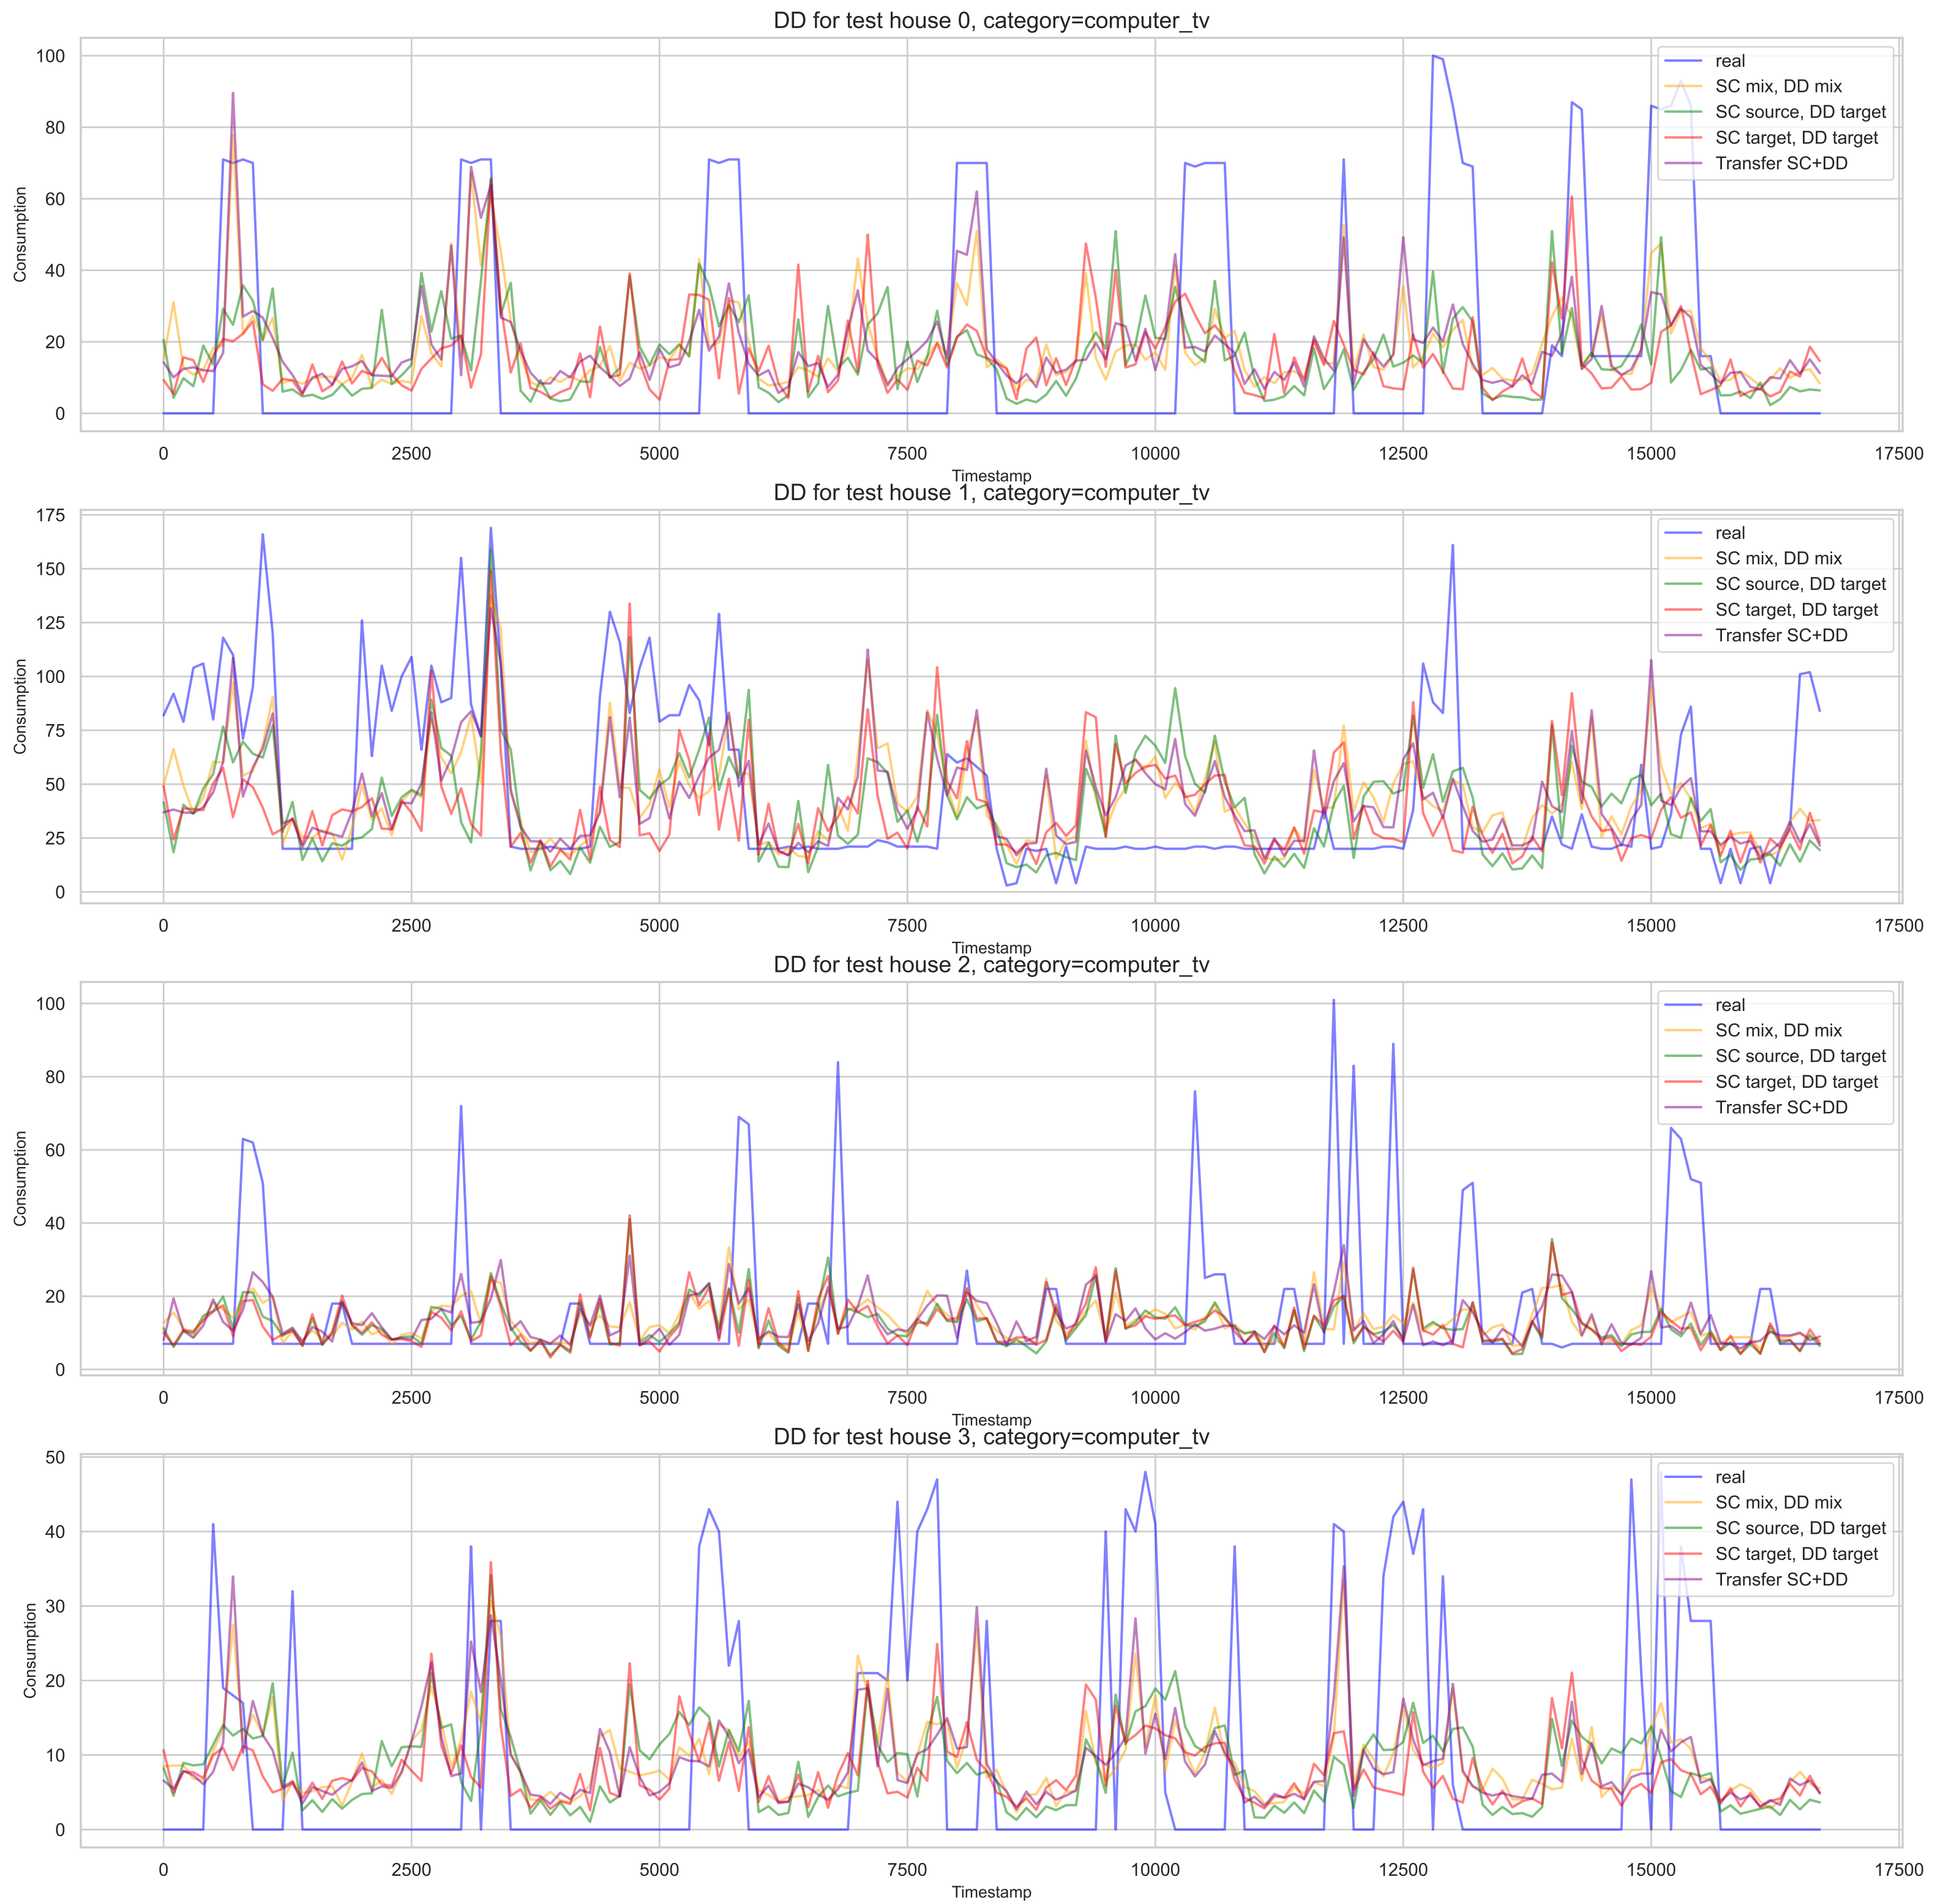 DD for test house 0, category=computer_tv
100
80
60
40
20
0
Consumption
real
SC mix, DD mix
SC source, DD target
SC target, DD target
Transfer SC+DD
0 2500 5000 7500 10000 12500 15000 17500
Timestamp
DD for test house 1, category=computer_tv
175
150
125
100
75
50
25
0
Consumption
real
SC mix, DD mix
SC source, DD target
SC target, DD target
Transfer SC+DD
0 2500 5000 7500 10000 12500 15000 17500
Timestamp
DD for test house 2, category=computer_tv
100
80
60
40
20
0
Consumption
real
SC mix, DD mix
SC source, DD target
SC target, DD target
Transfer SC+DD
0 2500 5000 7500 10000 12500 15000 17500
Timestamp
DD for test house 3, category=computer_tv
50
40
30
20
10
0
Consumption
real
SC mix, DD mix
SC source, DD target
SC target, DD target
Transfer SC+DD
0 2500 5000 7500 10000 12500 15000 17500
Timestamp